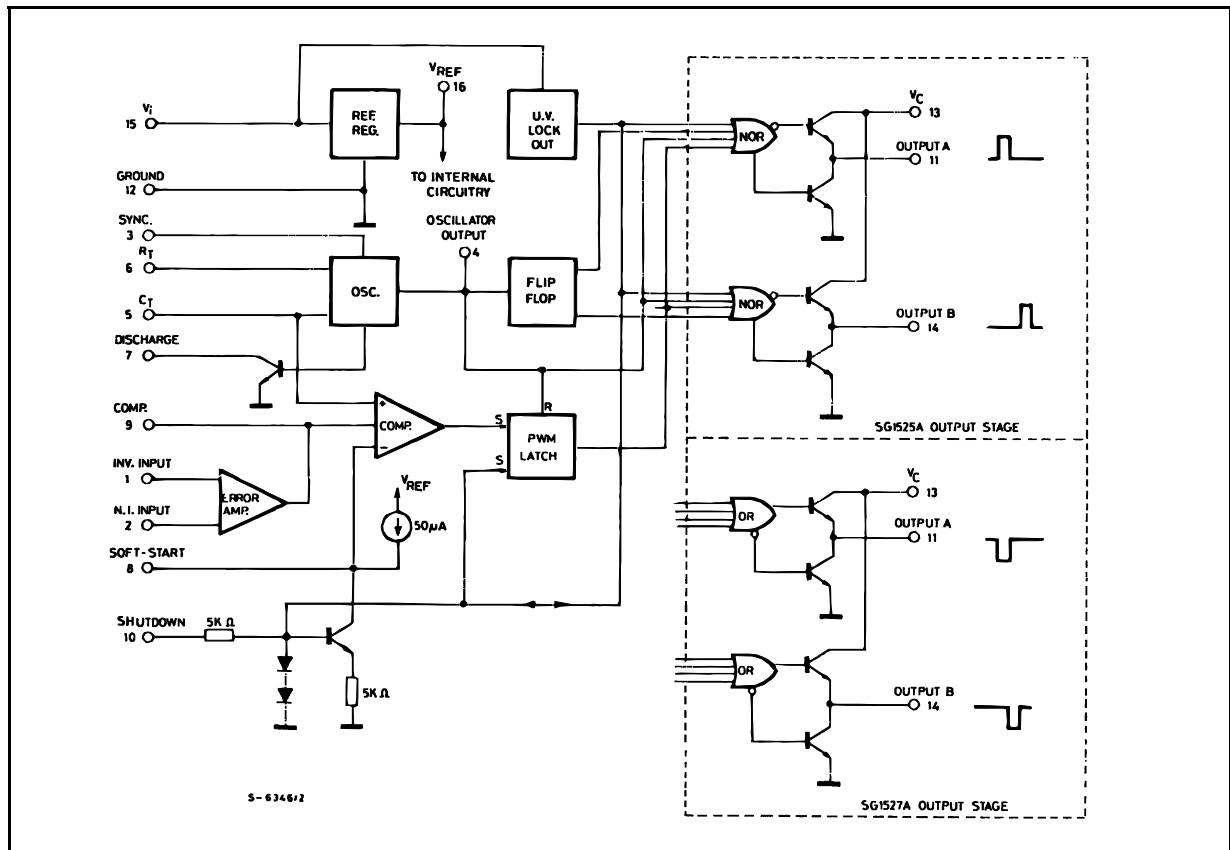 Vi
15
REF.
REG.
VREF
16
U.V.
LOCK
OUT
TO INTERNAL
CIRCUITRY
GROUND
12
SYNC.
3
RT
6
CT
5
DISCHARGE
7
OSC.
OSCILLATOR
OUTPUT
4
FLIP
FLOP
COMP.
9
INV. INPUT
1
N.I. INPUT
2
ERROR
AMP.
SOFT-START
8
SHUTDOWN
10
5KΩ
5KΩ
+
COMP.
−
VREF
50µA
S
S
R
PWM
LATCH
NOR
VC
13
OUTPUT A
11
NOR
OUTPUT B
14
SG1525A OUTPUT STAGE
OR
VC
13
OUTPUT A
11
OR
OUTPUT B
14
SG1527A OUTPUT STAGE
S-6346/2